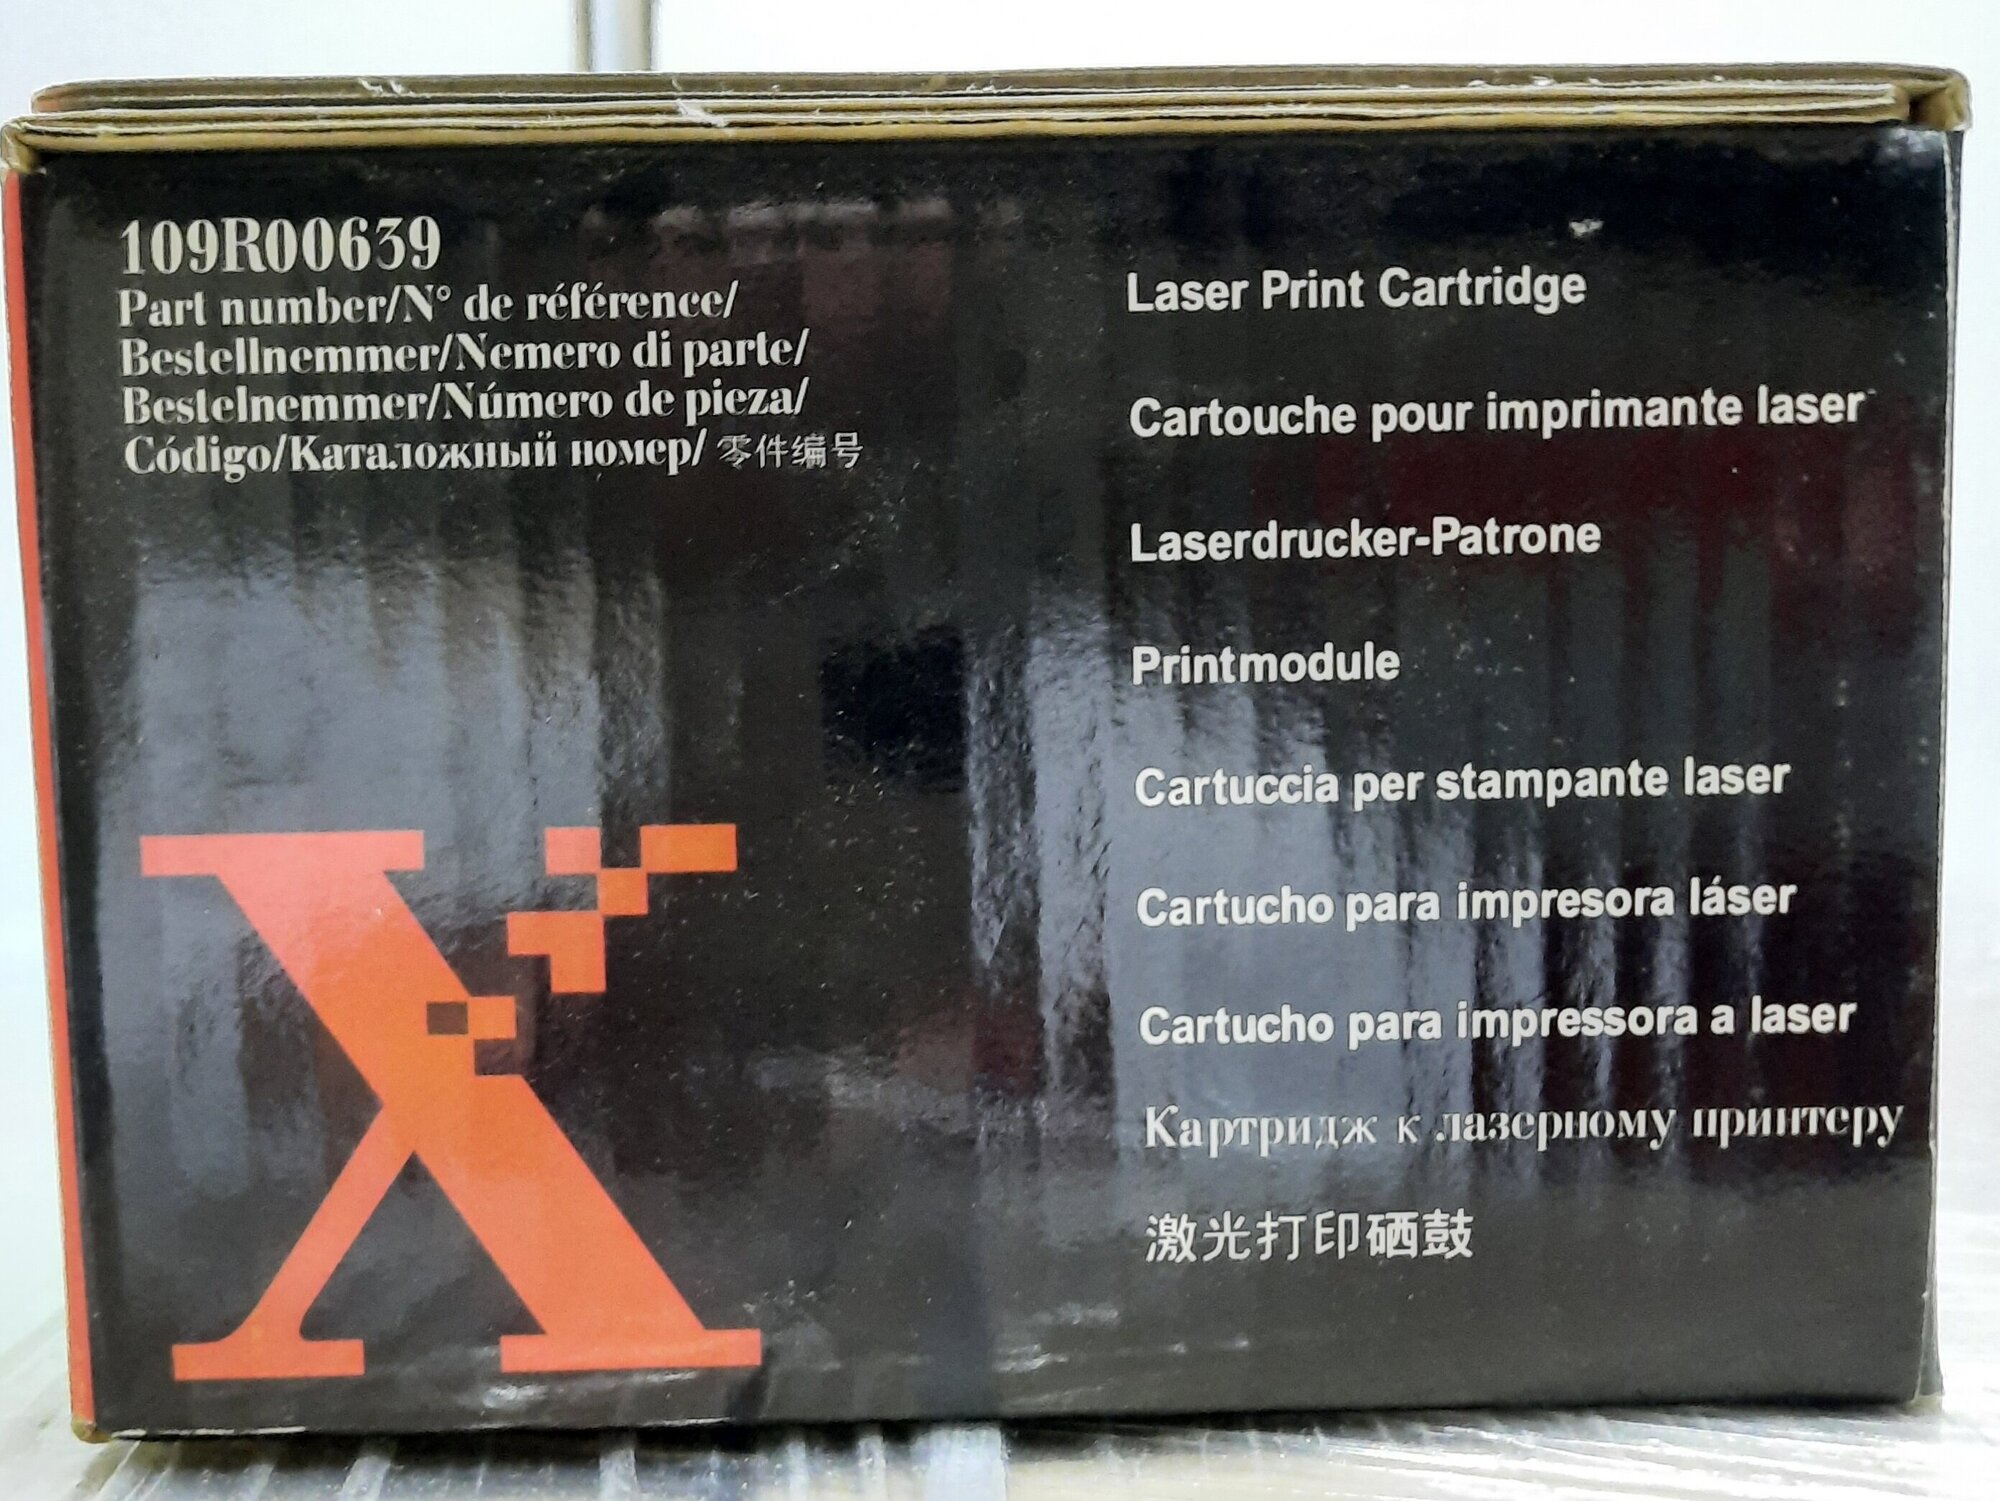 109R00639
Part number/N° de référence/
Bestellnemmer/Nemero di parte/
Bestelnemmer/Número de pieza/
Código/Каталожный номер/ 零件编号
Laser Print Cartridge
Cartouche pour imprimante laser
Laserdrucker-Patrone
Printmodule
Cartuccia per stampante laser
Cartucho para impresora láser
Cartucho para impressora a laser
Картридж к лазерному принтеру
激光打印硒鼓
X